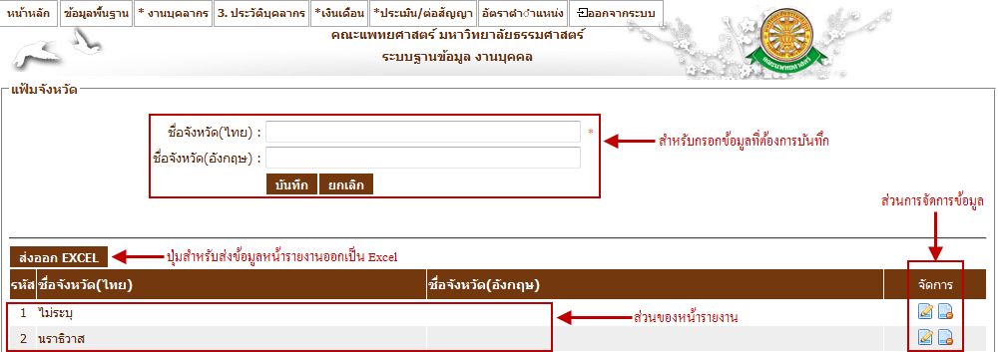 หน้าหลัก ข้อมูลพื้นฐาน * งานบุคลากร 3. ประวัติบุคลากร *เงินเดือน *ประเมิน/ต่อสัญญา อัตราตำแหน่ง ออกจากระบบ
คณะแพทยศาสตร์ มหาวิทยาลัยธรรมศาสตร์
ระบบฐานข้อมูล งานบุคคล
คณะแพทยศาสตร์
แฟ้มจังหวัด
ชื่อจังหวัด(ไทย) : *
สำหรับกรอกข้อมูลที่ต้องการบันทึก
ชื่อจังหวัด(อังกฤษ) :
บันทึก ยกเลิก
ส่วนการจัดการข้อมูล
ส่งออก EXCEL
ปุ่มสำหรับส่งข้อมูลหน้ารายงานออกเป็น Excel
รหัส ชื่อจังหวัด(ไทย) ชื่อจังหวัด(อังกฤษ) จัดการ
1 ไม่ระบุ
ส่วนของหน้ารายงาน
2 นราธิวาส